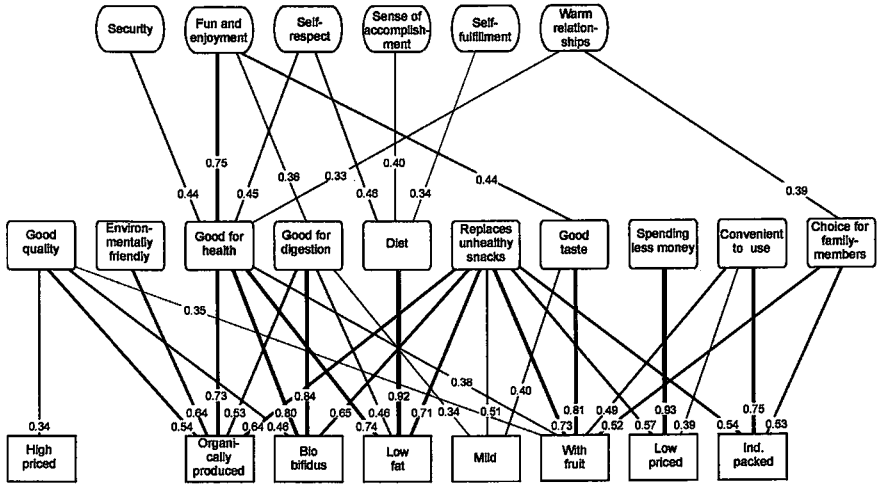 Security
Fun and
enjoyment
Self-
respect
Sense of
accomplish-
ment
Self-
fulfillment
Warm
relation-
ships
0.75
0.44
0.45
0.36
0.33
0.48
0.40
0.34
0.44
0.39
Good
quality
Environ-
mentally
friendly
Good for
health
Good for
digestion
Diet
Replaces
unhealthy
snacks
Good
taste
Spending
less money
Convenient
to use
Choice for
family-
members
0.35
0.38
0.34
0.54
0.64
0.73
0.53
0.64
0.48
0.80
0.84
0.65
0.74
0.46
0.92
0.71
0.34
0.51
0.40
0.73
0.81
0.49
0.52
0.57
0.93
0.39
0.54
0.75
0.53
High
priced
Organi-
cally
produced
Bio
bifidus
Low
fat
Mild
With
fruit
Low
priced
Ind.
packed